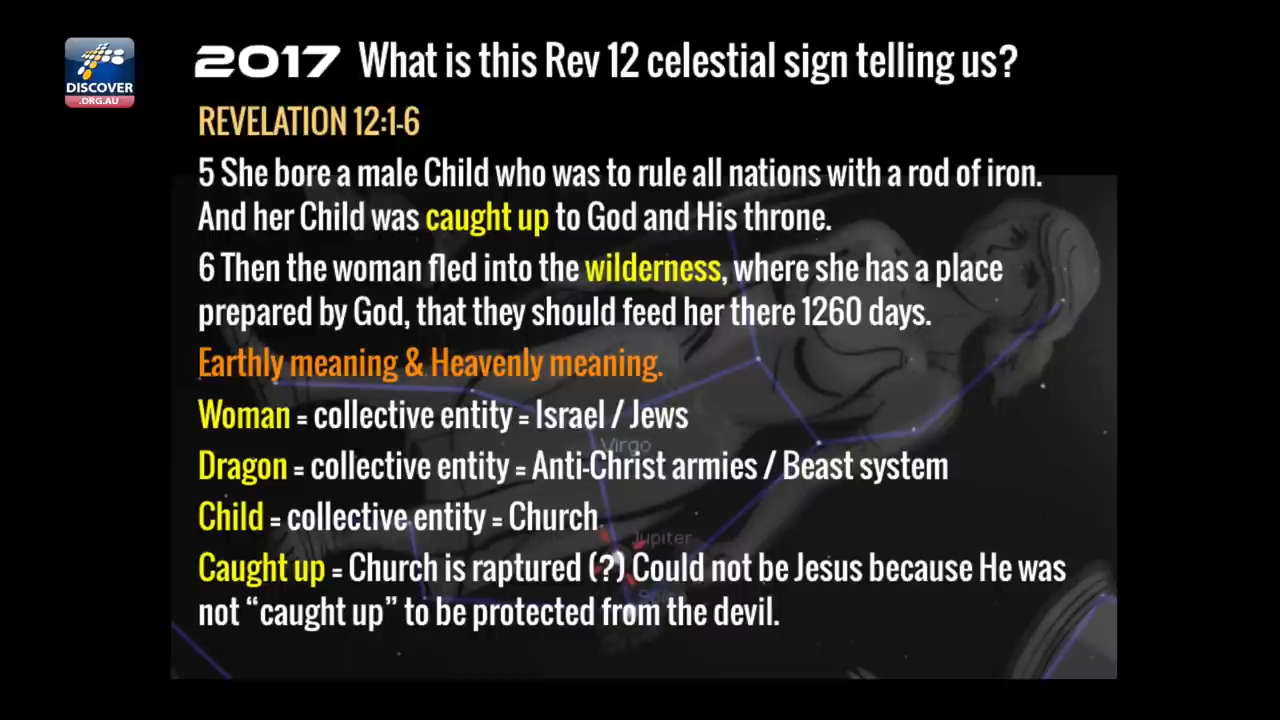 DISCOVER
.ORG.AU
2017 What is this Rev 12 celestial sign telling us?
REVELATION 12:1-6
5 She bore a male Child who was to rule all nations with a rod of iron.
And her Child was caught up to God and His throne.
6 Then the woman fled into the wilderness, where she has a place
prepared by God, that they should feed her there 1260 days.
Earthly meaning & Heavenly meaning.
Woman = collective entity = Israel / Jews
Virgo
Dragon = collective entity = Anti-Christ armies / Beast system
Child = collective entity = Church
Jupiter
Caught up = Church is raptured (?) Could not be Jesus because He was
not “caught up” to be protected from the devil.